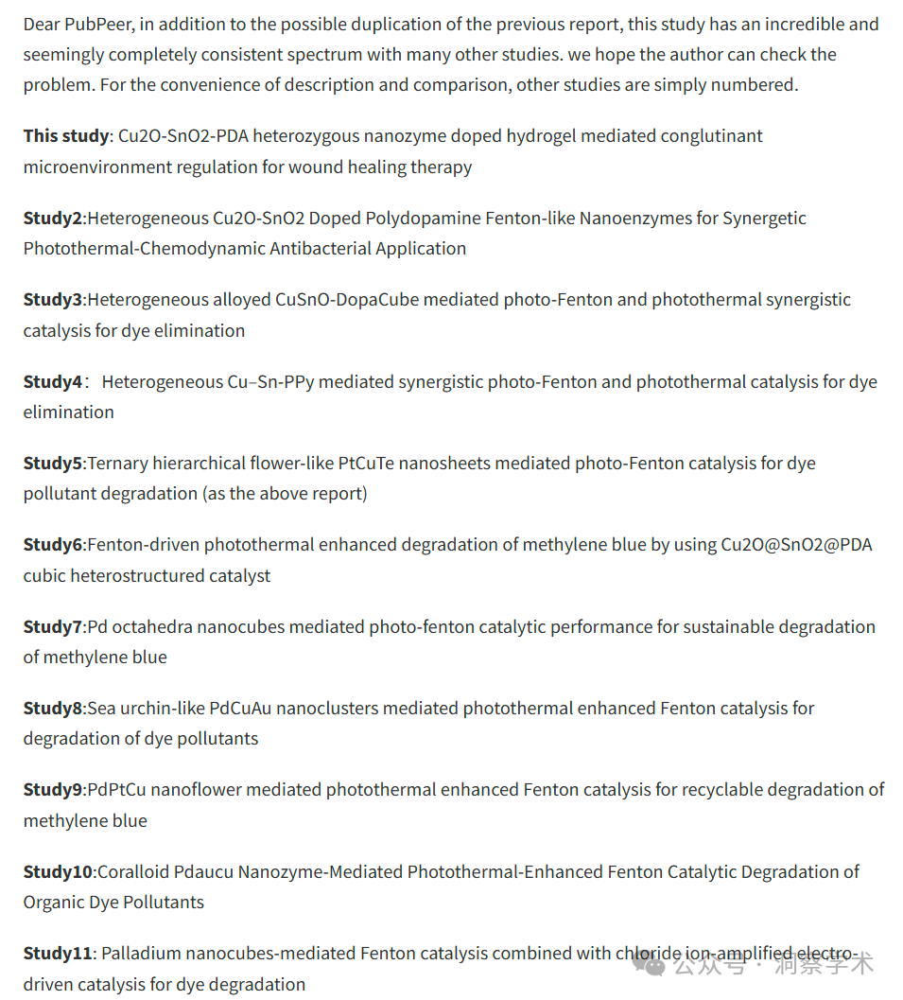 Dear PubPeer, in addition to the possible duplication of the previous report, this study has an incredible and
seemingly completely consistent spectrum with many other studies. we hope the author can check the
problem. For the convenience of description and comparison, other studies are simply numbered.
This study: Cu2O-SnO2-PDA heterozygous nanozyme doped hydrogel mediated conglutinant
microenvironment regulation for wound healing therapy
Study2:Heterogeneous Cu2O-SnO2 Doped Polydopamine Fenton-like Nanoenzymes for Synergetic
Photothermal-Chemodynamic Antibacterial Application
Study3:Heterogeneous alloyed CuSnO-DopaCube mediated photo-Fenton and photothermal synergistic
catalysis for dye elimination
Study4： Heterogeneous Cu–Sn-PPy mediated synergistic photo-Fenton and photothermal catalysis for dye
elimination
Study5:Ternary hierarchical flower-like PtCuTe nanosheets mediated photo-Fenton catalysis for dye
pollutant degradation (as the above report)
Study6:Fenton-driven photothermal enhanced degradation of methylene blue by using Cu2O@SnO2@PDA
cubic heterostructured catalyst
Study7:Pd octahedra nanocubes mediated photo-fenton catalytic performance for sustainable degradation
of methylene blue
Study8:Sea urchin-like PdCuAu nanoclusters mediated photothermal enhanced Fenton catalysis for
degradation of dye pollutants
Study9:PdPtCu nanoflower mediated photothermal enhanced Fenton catalysis for recyclable degradation of
methylene blue
Study10:Coralloid Pdaucu Nanozyme-Mediated Photothermal-Enhanced Fenton Catalytic Degradation of
Organic Dye Pollutants
Study11: Palladium nanocubes-mediated Fenton catalysis combined with chloride ion-amplified electro-
driven catalysis for dye degradation
公众号 · 洞察学术